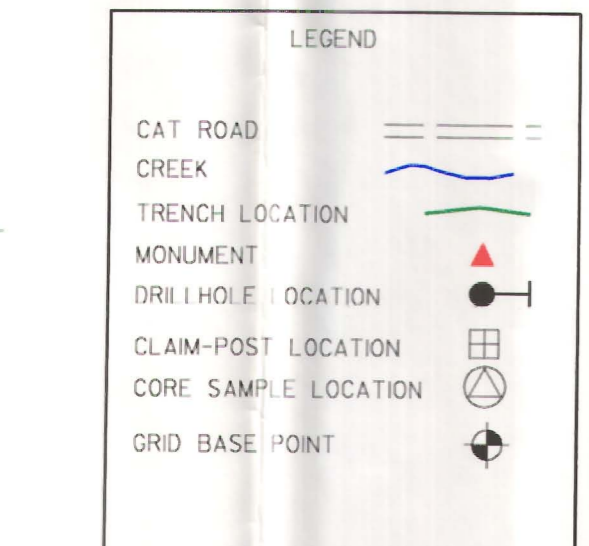 LEGEND
CAT ROAD
CREEK
TRENCH LOCATION
MONUMENT
DRILLHOLE LOCATION
CLAIM-POST LOCATION
CORE SAMPLE LOCATION
GRID BASE POINT